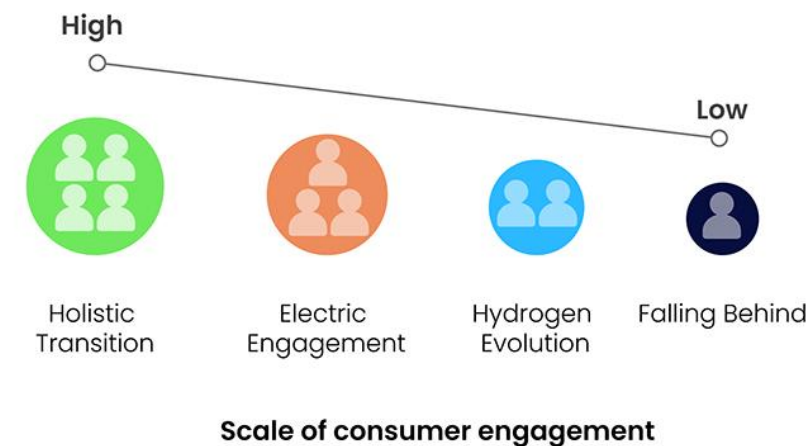 High
Low
Holistic
Transition
Electric
Engagement
Hydrogen
Evolution
Falling Behind
Scale of consumer engagement